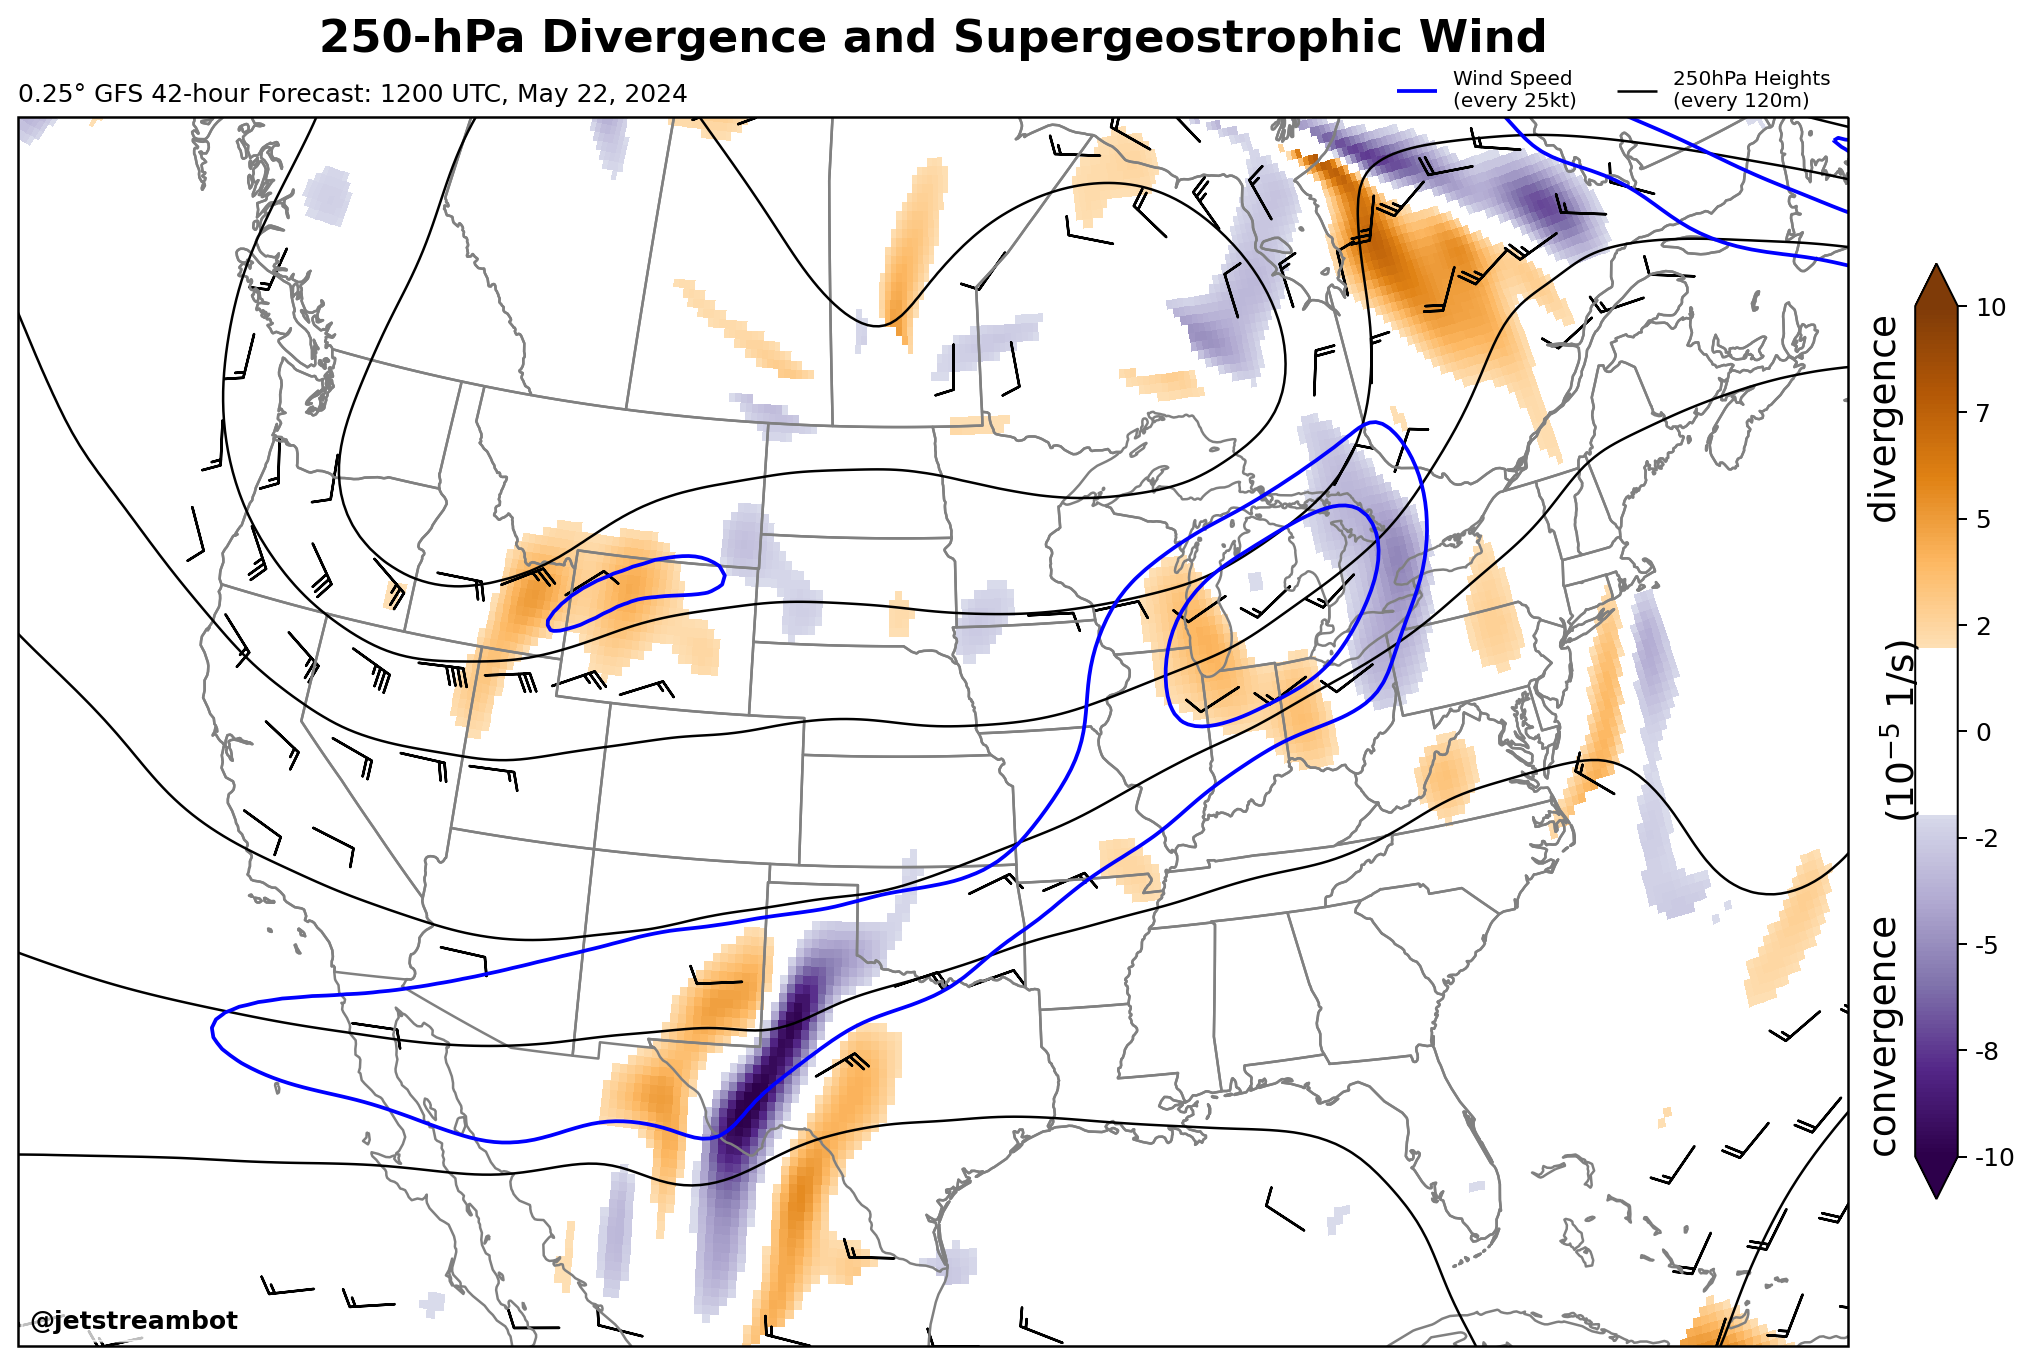 250-hPa Divergence and Supergeostrophic Wind
0.25° GFS 42-hour Forecast: 1200 UTC, May 22, 2024
Wind Speed
(every 25kt)
250hPa Heights
(every 120m)
10
7
5
2
0
-2
-5
-8
-10
convergence (10⁻⁵ 1/s) divergence
@jetstreambot